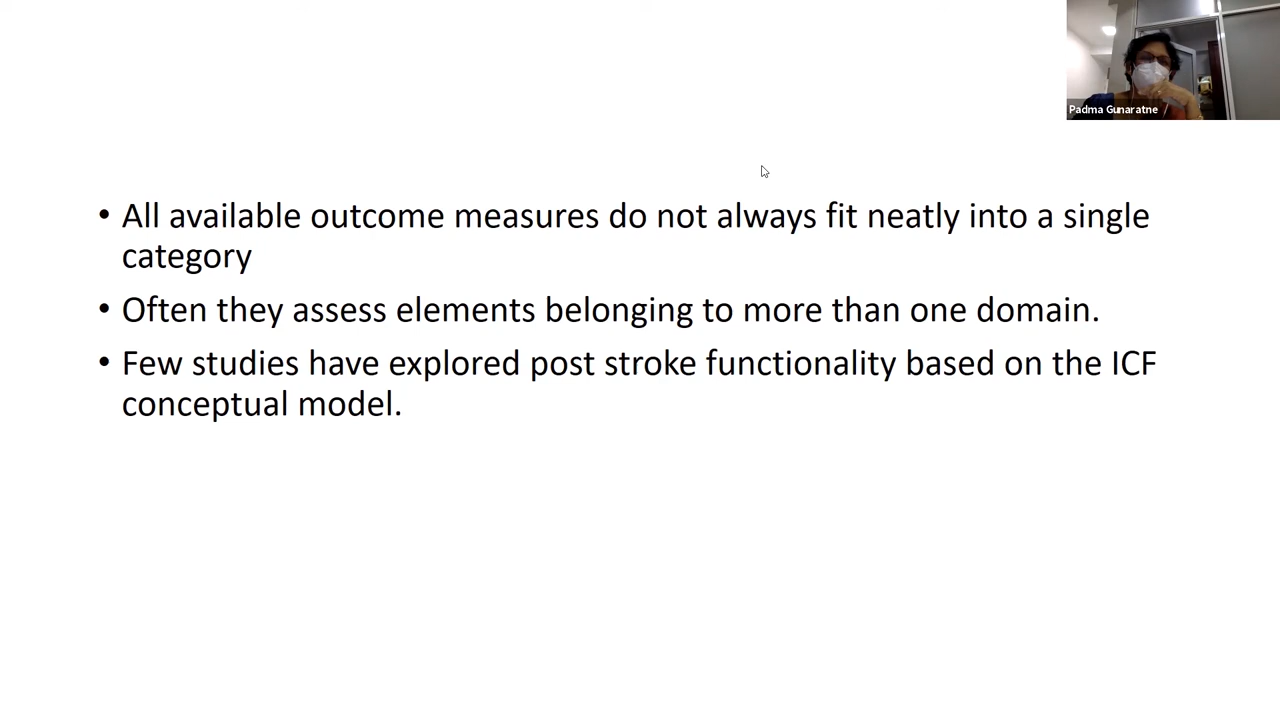 Padma Gunaratne
• All available outcome measures do not always fit neatly into a single
category
• Often they assess elements belonging to more than one domain.
• Few studies have explored post stroke functionality based on the ICF
conceptual model.